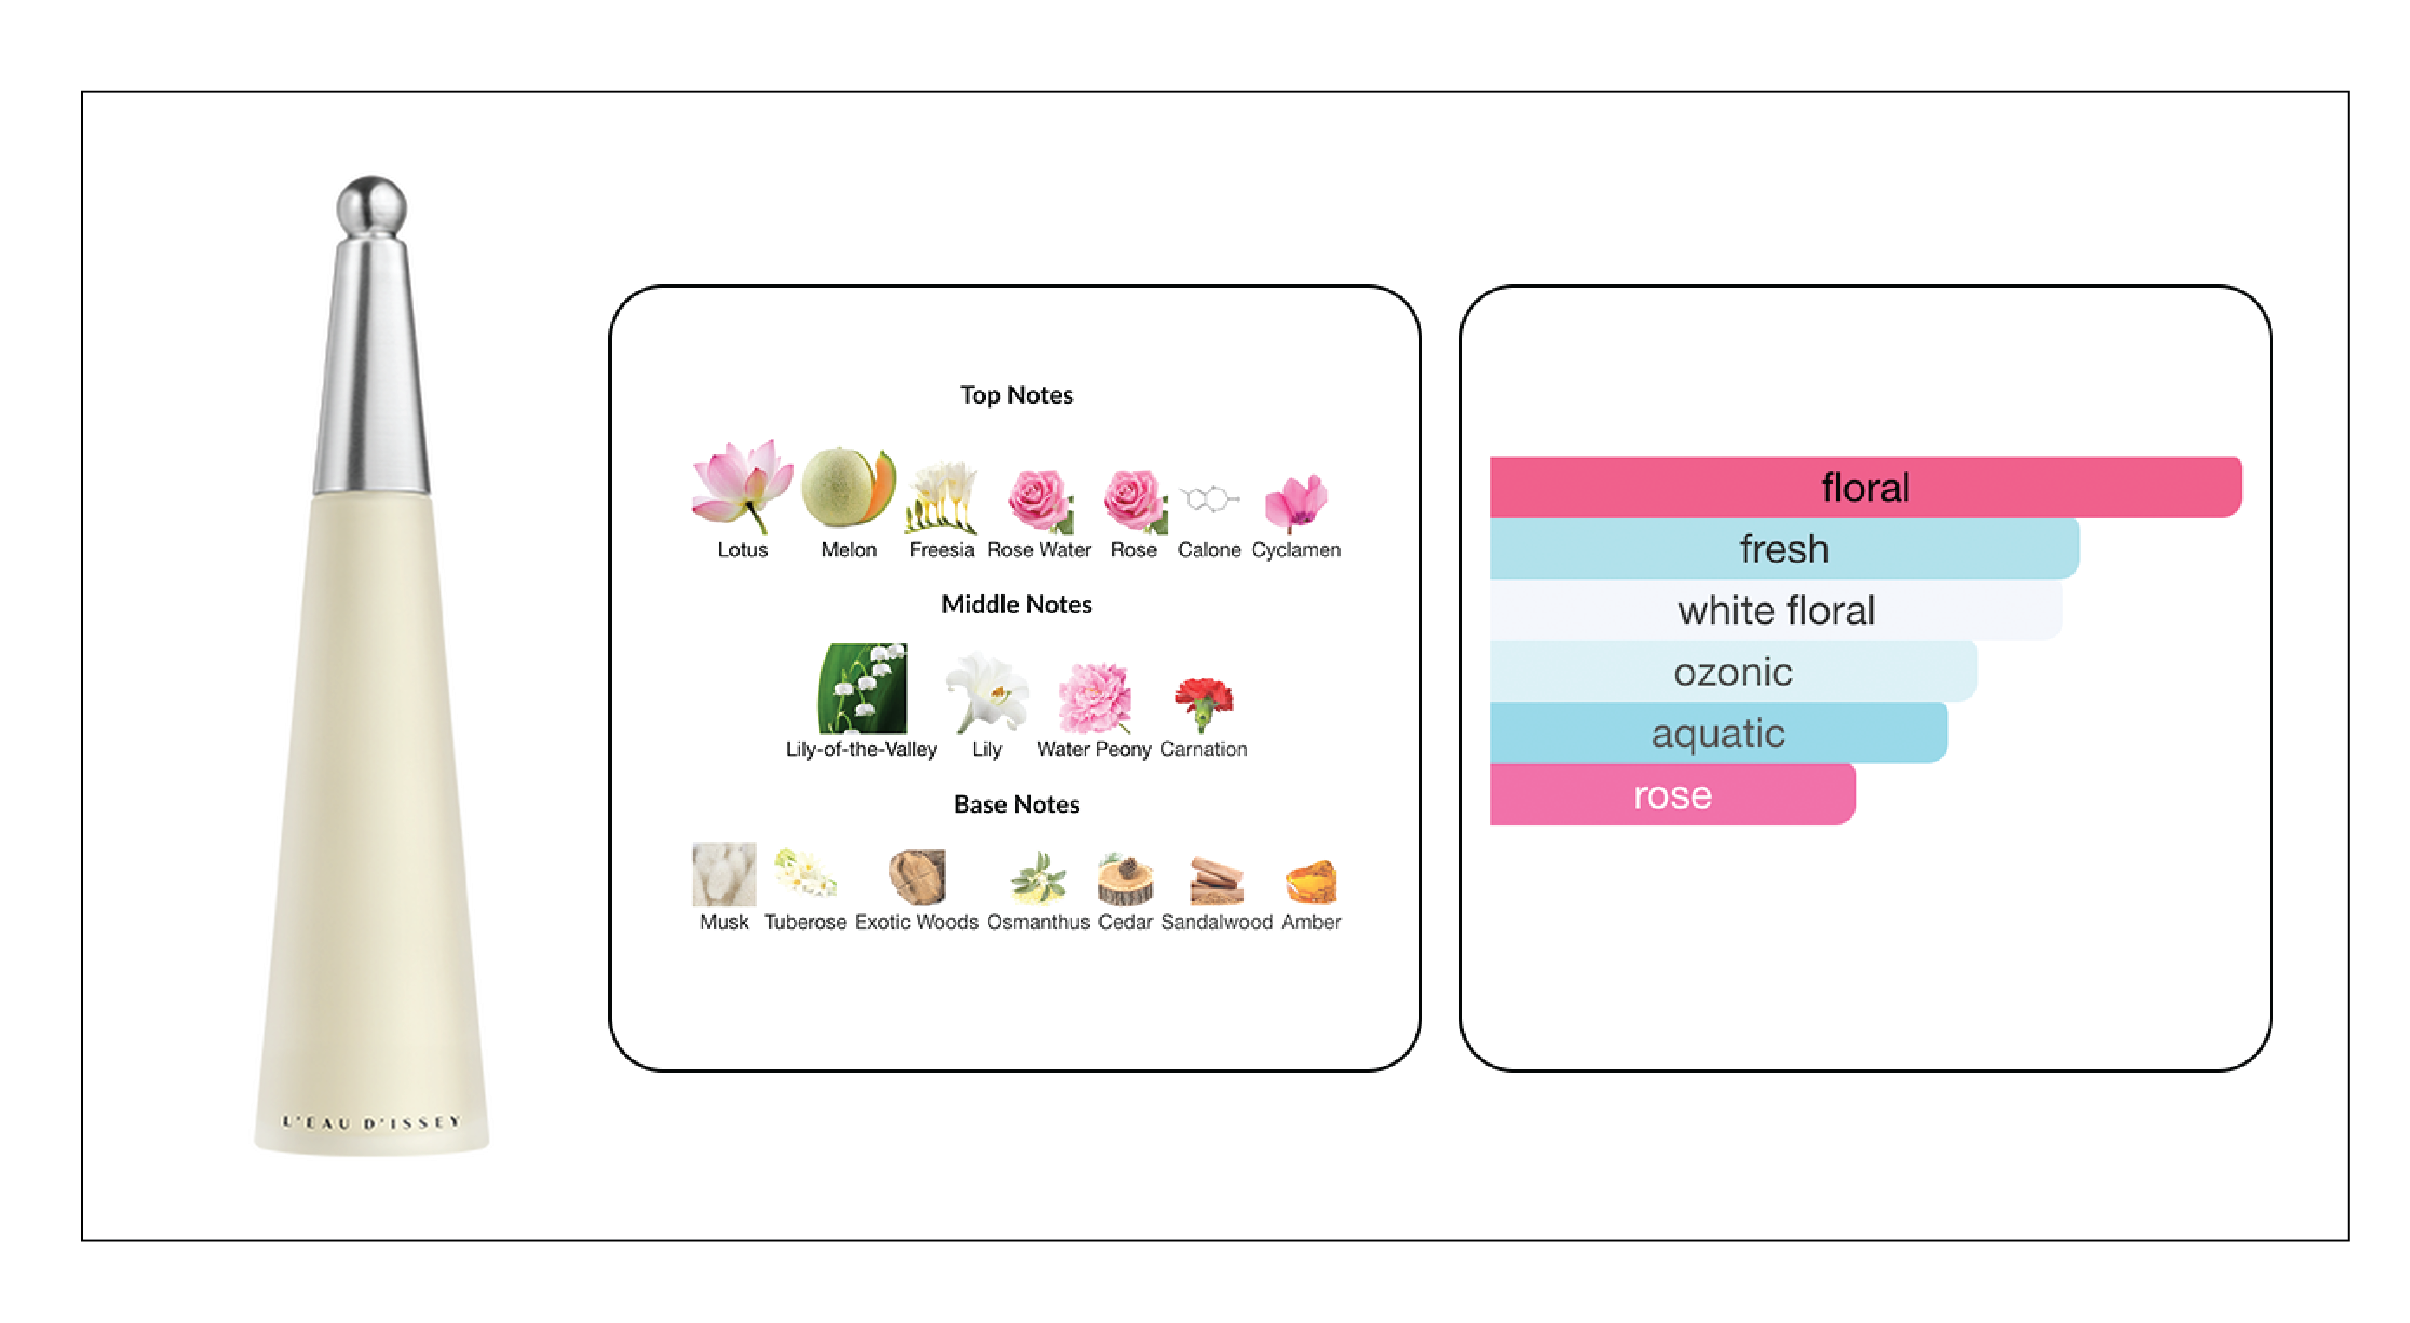 L'EAU D'ISSEY
Top Notes
Lotus Melon Freesia Rose Water Rose Calone Cyclamen
Middle Notes
Lily-of-the-Valley Lily Water Peony Carnation
Base Notes
Musk Tuberose Exotic Woods Osmanthus Cedar Sandalwood Amber
floral
fresh
white floral
ozonic
aquatic
rose